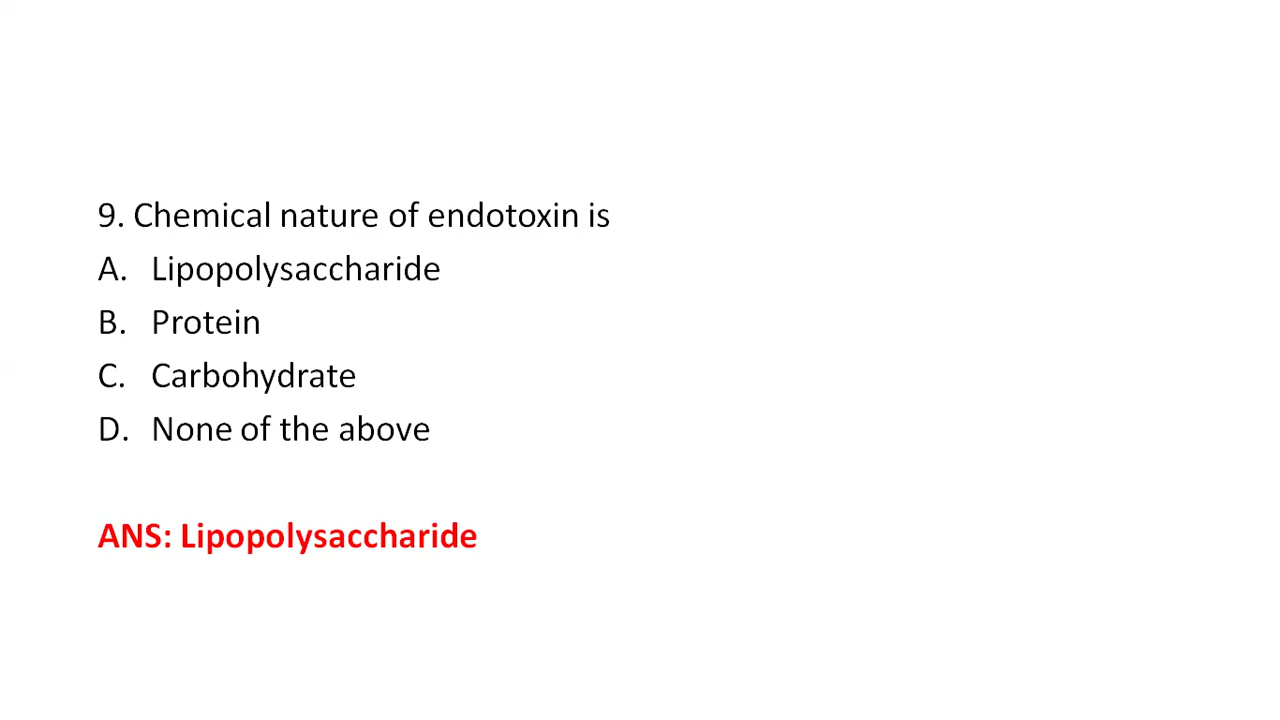 9. Chemical nature of endotoxin is
A. Lipopolysaccharide
B. Protein
C. Carbohydrate
D. None of the above
ANS: Lipopolysaccharide